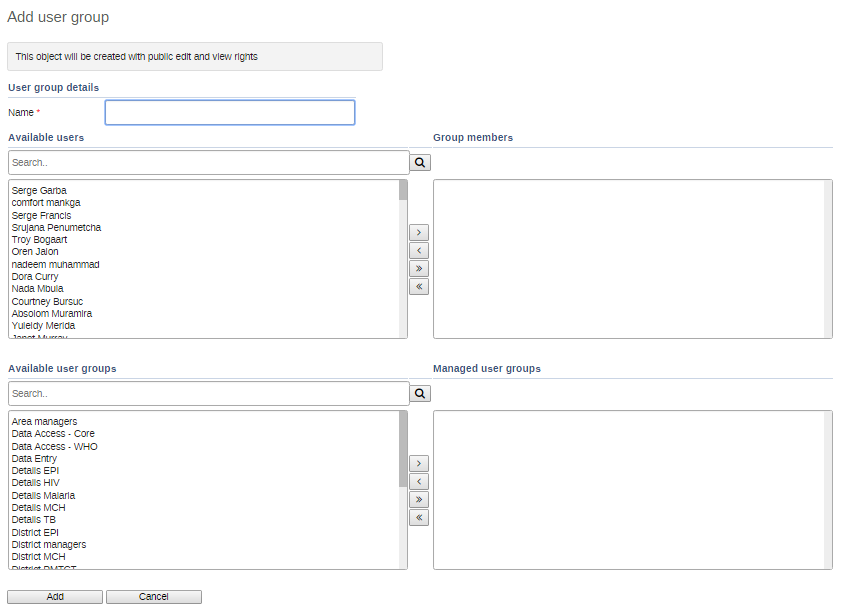 Add user group
This object will be created with public edit and view rights
User group details
Name *
Available users
Group members
Search..
Serge Garba
comfort mankga
Serge Francis
Srujana Penumetcha
Troy Bogaart
Oren Jalon
nadeem muhammad
Dora Curry
Nada Mbula
Courtney Bursuc
Absolom Muramira
Yuleidy Merida
Janet Murray
Available user groups
Managed user groups
Search..
Area managers
Data Access - Core
Data Access - WHO
Data Entry
Details EPI
Details HIV
Details Malaria
Details MCH
Details TB
District EPI
District managers
District MCH
District PMTCT
Add
Cancel